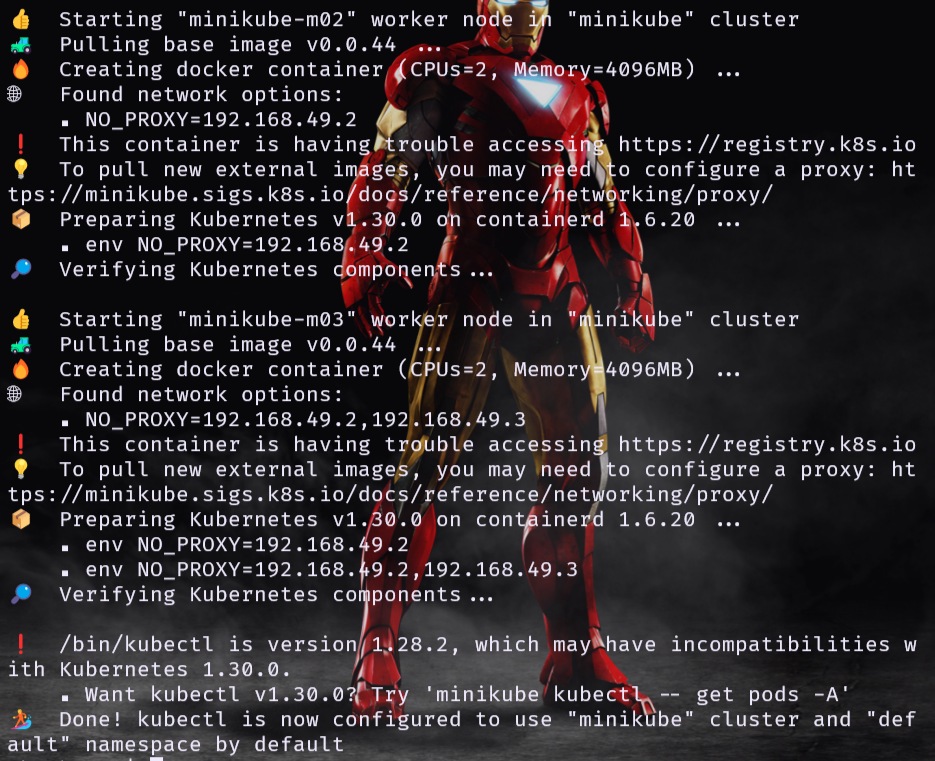 Starting "minikube-m02" worker node in "minikube" cluster
Pulling base image v0.0.44 ...
Creating docker container (CPUs=2, Memory=4096MB) ...
Found network options:
▪ NO_PROXY=192.168.49.2
This container is having trouble accessing https://registry.k8s.io
To pull new external images, you may need to configure a proxy: ht
tps://minikube.sigs.k8s.io/docs/reference/networking/proxy/
Preparing Kubernetes v1.30.0 on containerd 1.6.20 ...
▪ env NO_PROXY=192.168.49.2
Verifying Kubernetes components...
Starting "minikube-m03" worker node in "minikube" cluster
Pulling base image v0.0.44 ...
Creating docker container (CPUs=2, Memory=4096MB) ...
Found network options:
▪ NO_PROXY=192.168.49.2,192.168.49.3
This container is having trouble accessing https://registry.k8s.io
To pull new external images, you may need to configure a proxy: ht
tps://minikube.sigs.k8s.io/docs/reference/networking/proxy/
Preparing Kubernetes v1.30.0 on containerd 1.6.20 ...
▪ env NO_PROXY=192.168.49.2
▪ env NO_PROXY=192.168.49.2,192.168.49.3
Verifying Kubernetes components...
/bin/kubectl is version 1.28.2, which may have incompatibilities w
ith Kubernetes 1.30.0.
▪ Want kubectl v1.30.0? Try 'minikube kubectl -- get pods -A'
Done! kubectl is now configured to use "minikube" cluster and "def
ault" namespace by default